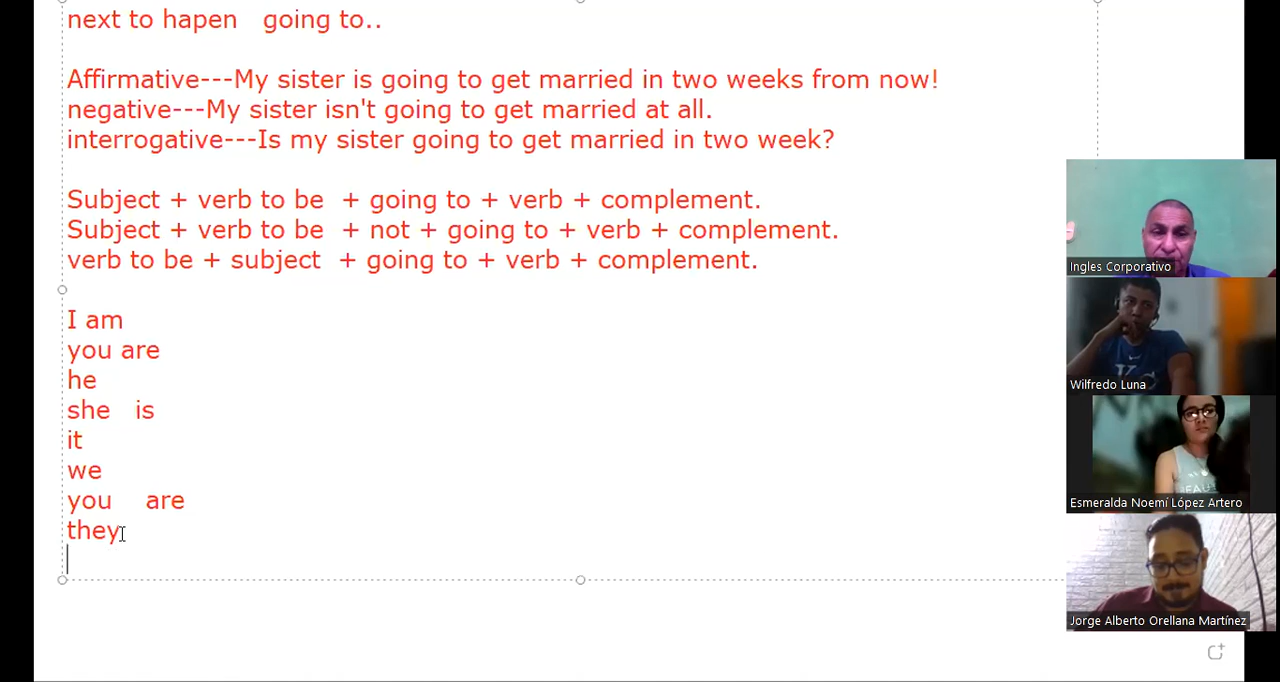 next to hapen   going to..
Affirmative---My sister is going to get married in two weeks from now!
negative---My sister isn't going to get married at all.
interrogative---Is my sister going to get married in two week?
Subject + verb to be  + going to + verb + complement.
Subject + verb to be  + not + going to + verb + complement.
verb to be + subject  + going to + verb + complement.
I am
you are
he
she   is
it
we
you    are
they
Ingles Corporativo
Wilfredo Luna
Esmeralda Noemí López Artero
Jorge Alberto Orellana Martínez